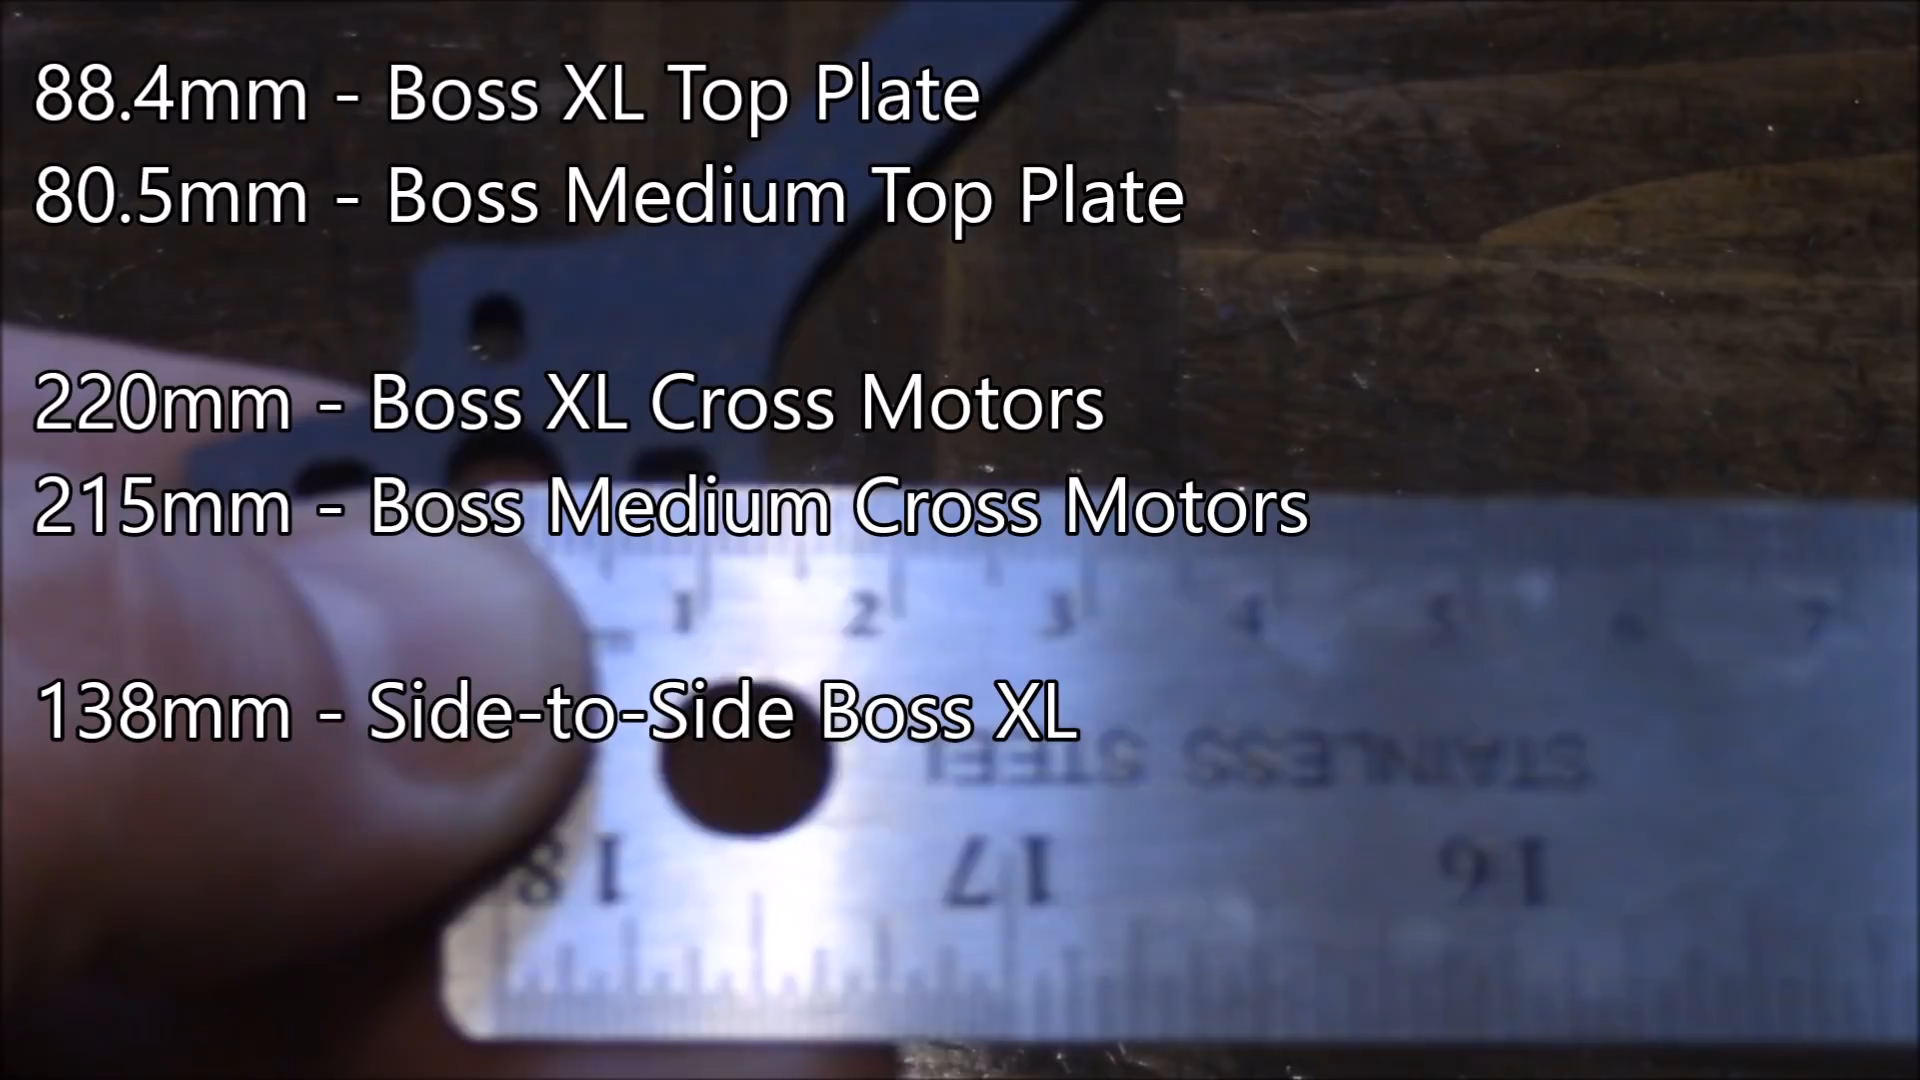 88.4mm - Boss XL Top Plate
80.5mm - Boss Medium Top Plate
220mm - Boss XL Cross Motors
215mm - Boss Medium Cross Motors
1 2 3 4 5 6 7
138mm - Side-to-Side Boss XL
STAINLESS STEEL
18 17 16